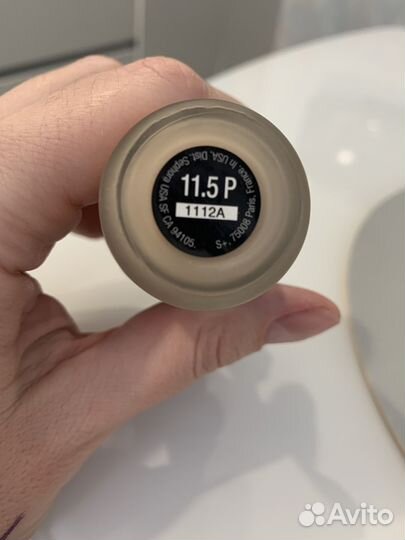 11.5 P
1112A
S+, 75008 Paris, France. In USA, Dist. Sephora USA SF CA 94105.
Avito